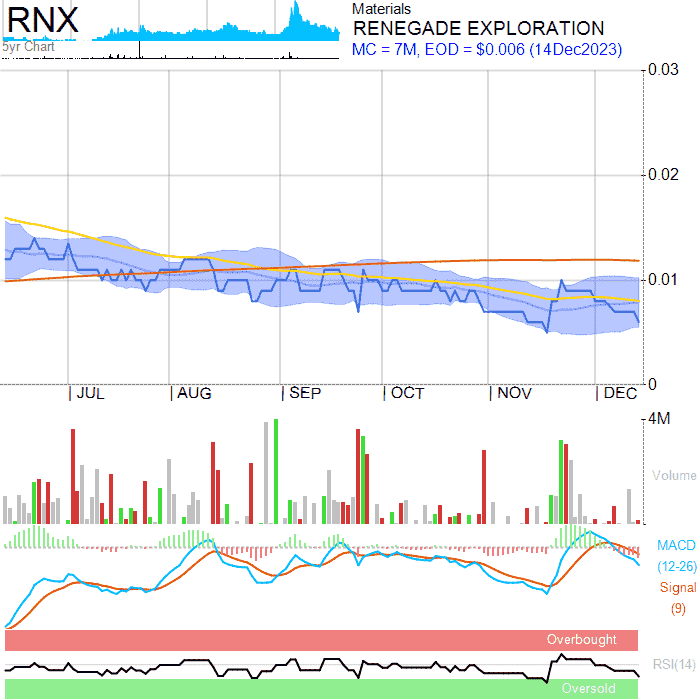 RNX
5yr Chart
Materials
RENEGADE EXPLORATION
MC = 7M, EOD = $0.006 (14Dec2023)
0.03
0.02
0.01
0
JUL AUG SEP OCT NOV DEC
4M
Volume
MACD
(12-26)
Signal
(9)
Overbought
RSI(14)
Oversold